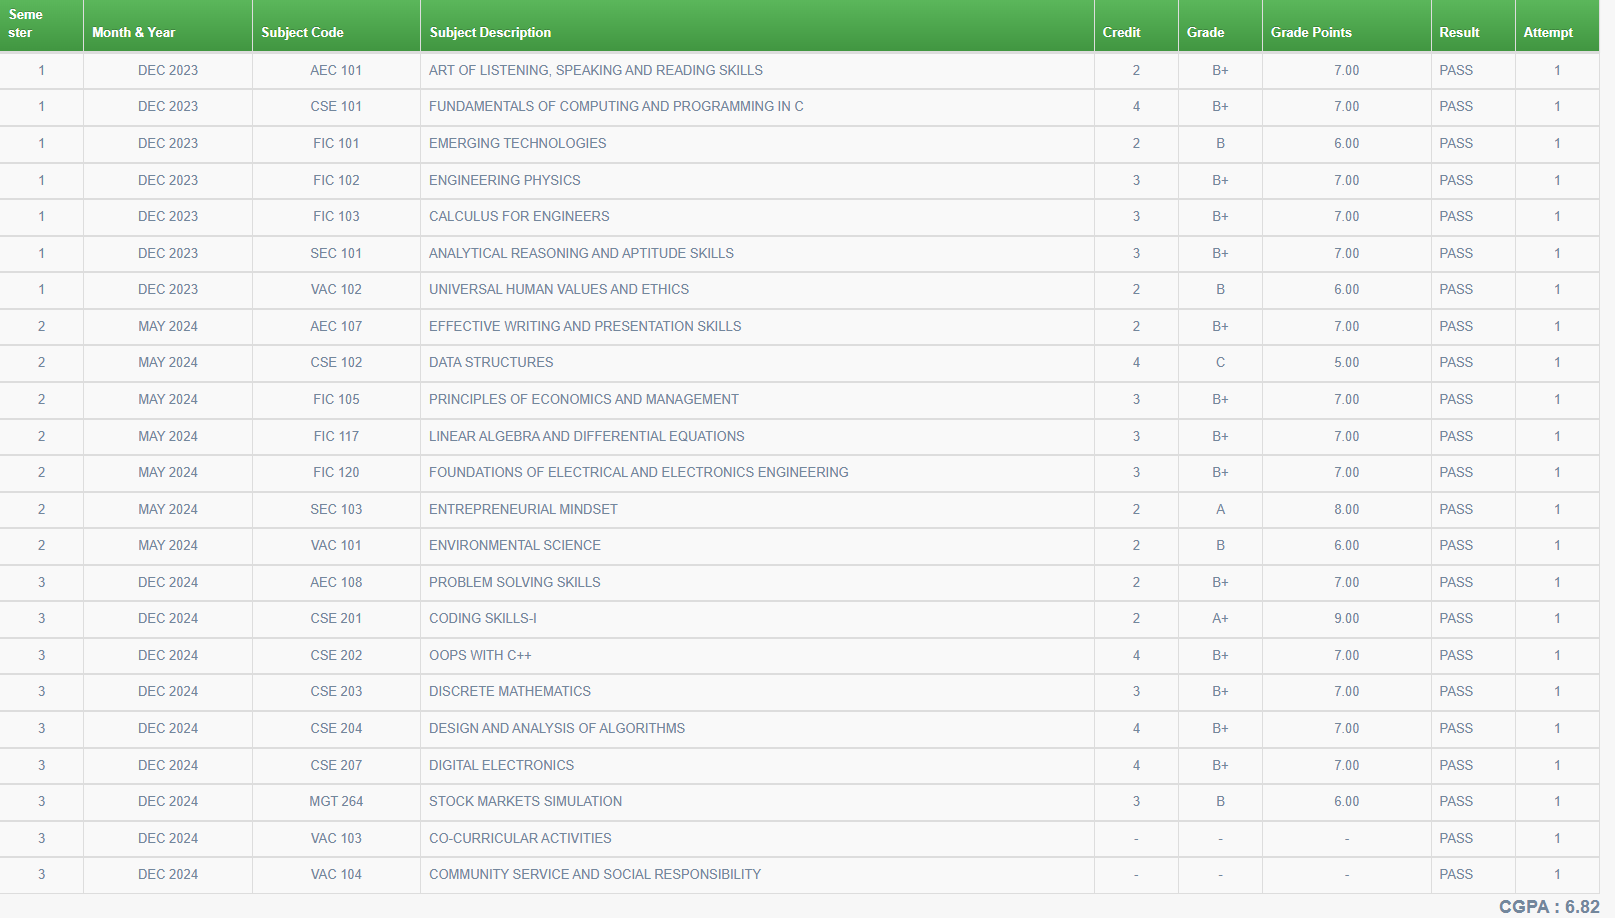 Seme
ster Month & Year Subject Code Subject Description Credit Grade Grade Points Result Attempt
1 DEC 2023 AEC 101 ART OF LISTENING, SPEAKING AND READING SKILLS 2 B+ 7.00 PASS 1
1 DEC 2023 CSE 101 FUNDAMENTALS OF COMPUTING AND PROGRAMMING IN C 4 B+ 7.00 PASS 1
1 DEC 2023 FIC 101 EMERGING TECHNOLOGIES 2 B 6.00 PASS 1
1 DEC 2023 FIC 102 ENGINEERING PHYSICS 3 B+ 7.00 PASS 1
1 DEC 2023 FIC 103 CALCULUS FOR ENGINEERS 3 B+ 7.00 PASS 1
1 DEC 2023 SEC 101 ANALYTICAL REASONING AND APTITUDE SKILLS 3 B+ 7.00 PASS 1
1 DEC 2023 VAC 102 UNIVERSAL HUMAN VALUES AND ETHICS 2 B 6.00 PASS 1
2 MAY 2024 AEC 107 EFFECTIVE WRITING AND PRESENTATION SKILLS 2 B+ 7.00 PASS 1
2 MAY 2024 CSE 102 DATA STRUCTURES 4 C 5.00 PASS 1
2 MAY 2024 FIC 105 PRINCIPLES OF ECONOMICS AND MANAGEMENT 3 B+ 7.00 PASS 1
2 MAY 2024 FIC 117 LINEAR ALGEBRA AND DIFFERENTIAL EQUATIONS 3 B+ 7.00 PASS 1
2 MAY 2024 FIC 120 FOUNDATIONS OF ELECTRICAL AND ELECTRONICS ENGINEERING 3 B+ 7.00 PASS 1
2 MAY 2024 SEC 103 ENTREPRENEURIAL MINDSET 2 A 8.00 PASS 1
2 MAY 2024 VAC 101 ENVIRONMENTAL SCIENCE 2 B 6.00 PASS 1
3 DEC 2024 AEC 108 PROBLEM SOLVING SKILLS 2 B+ 7.00 PASS 1
3 DEC 2024 CSE 201 CODING SKILLS-I 2 A+ 9.00 PASS 1
3 DEC 2024 CSE 202 OOPS WITH C++ 4 B+ 7.00 PASS 1
3 DEC 2024 CSE 203 DISCRETE MATHEMATICS 3 B+ 7.00 PASS 1
3 DEC 2024 CSE 204 DESIGN AND ANALYSIS OF ALGORITHMS 4 B+ 7.00 PASS 1
3 DEC 2024 CSE 207 DIGITAL ELECTRONICS 4 B+ 7.00 PASS 1
3 DEC 2024 MGT 264 STOCK MARKETS SIMULATION 3 B 6.00 PASS 1
3 DEC 2024 VAC 103 CO-CURRICULAR ACTIVITIES - - - PASS 1
3 DEC 2024 VAC 104 COMMUNITY SERVICE AND SOCIAL RESPONSIBILITY - - - PASS 1
CGPA : 6.82